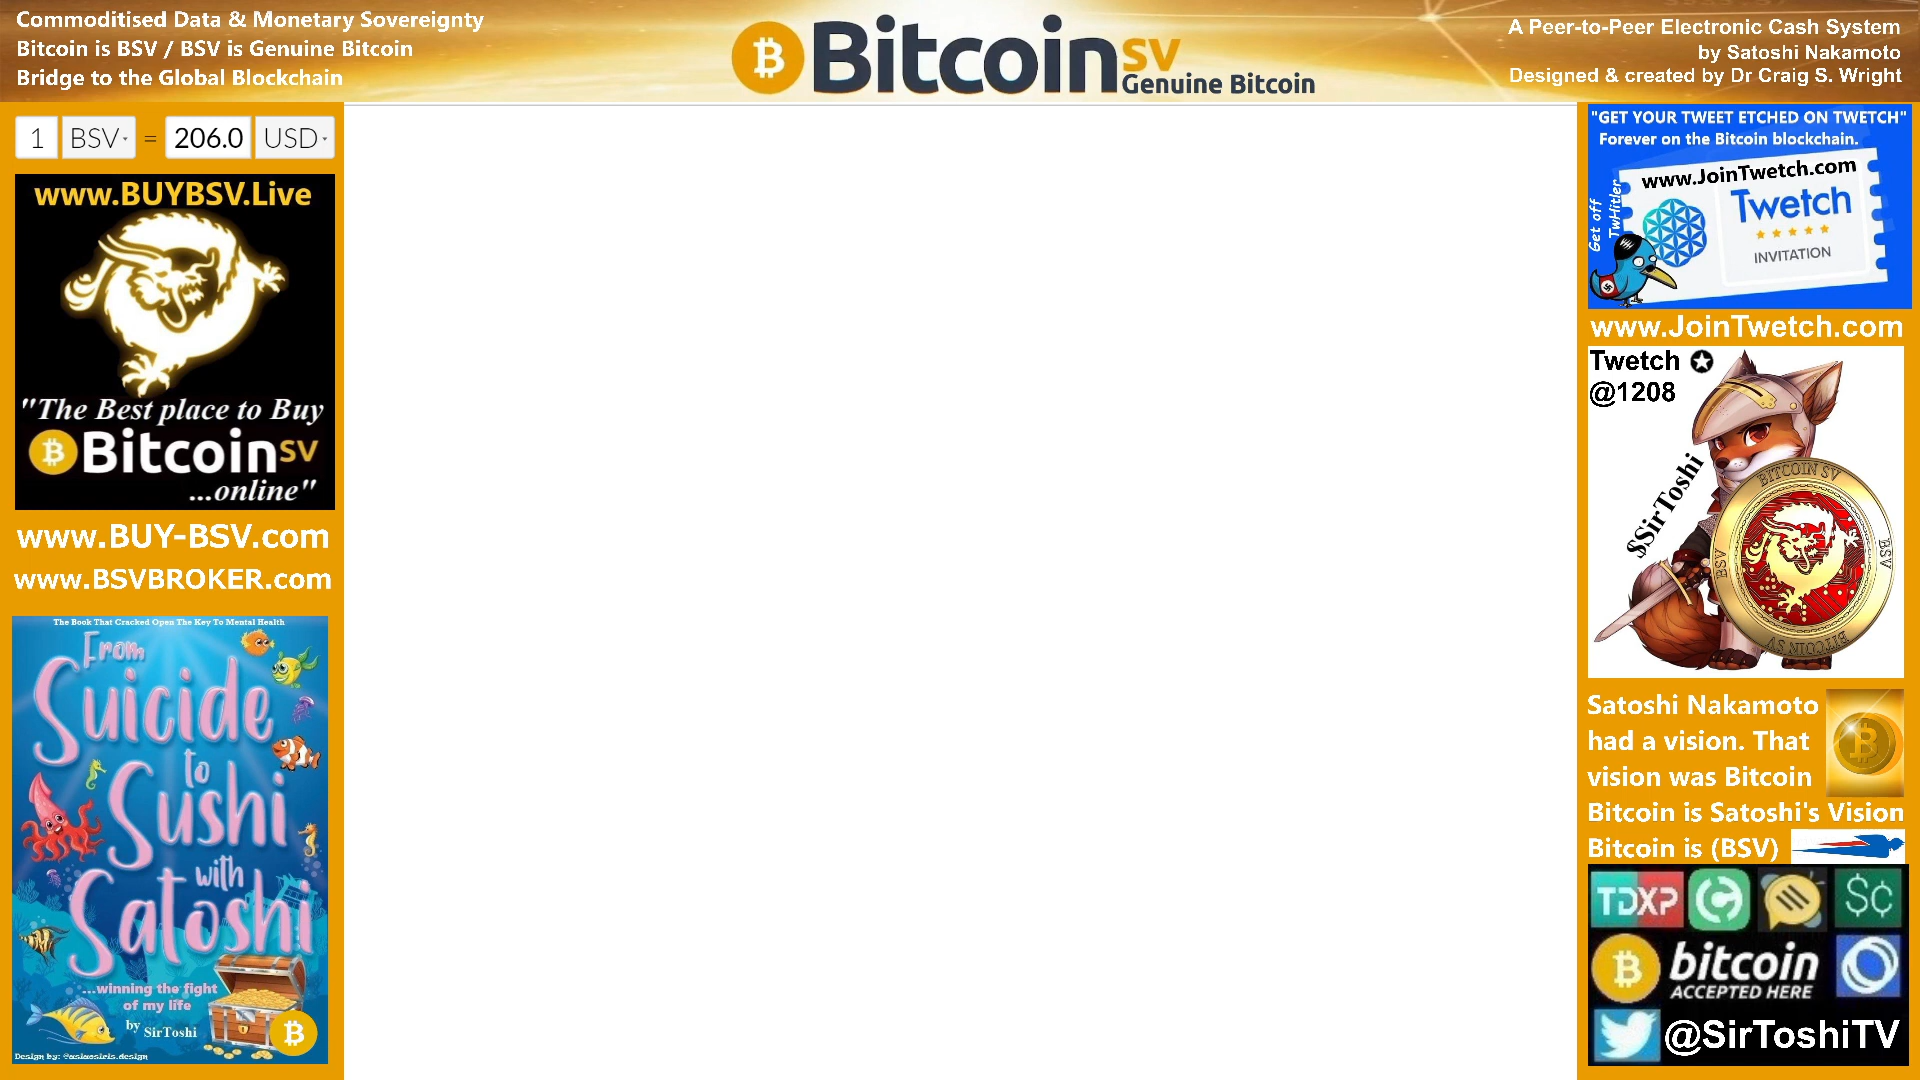 Commoditised Data & Monetary Sovereignty
Bitcoin is BSV / BSV is Genuine Bitcoin
Bridge to the Global Blockchain
Bitcoin SV
Genuine Bitcoin
A Peer-to-Peer Electronic Cash System
by Satoshi Nakamoto
Designed & created by Dr Craig S. Wright
1 BSV = 206.0 USD
www.BUYBSV.Live
"The Best place to Buy
Bitcoin SV
...online"
www.BUY-BSV.com
www.BSVBROKER.com
The Book That Cracked Open The Key To Mental Health
From
Suicide
to
Sushi
with
Satoshi
...winning the fight
of my life
by SirToshi
Design by: @asiansiris.design
"GET YOUR TWEET ETCHED ON TWETCH"
Forever on the Bitcoin blockchain.
www.JoinTwetch.com
Twetch
INVITATION
Get off
TwHitler
www.JoinTwetch.com
Twetch
@1208
$SirToshi
BITCOIN SV
BSV
BSV
BITCOIN SV
Satoshi Nakamoto
had a vision. That
vision was Bitcoin
Bitcoin is Satoshi's Vision
Bitcoin is (BSV)
TDXP
$¢
bitcoin
ACCEPTED HERE
@SirToshiTV